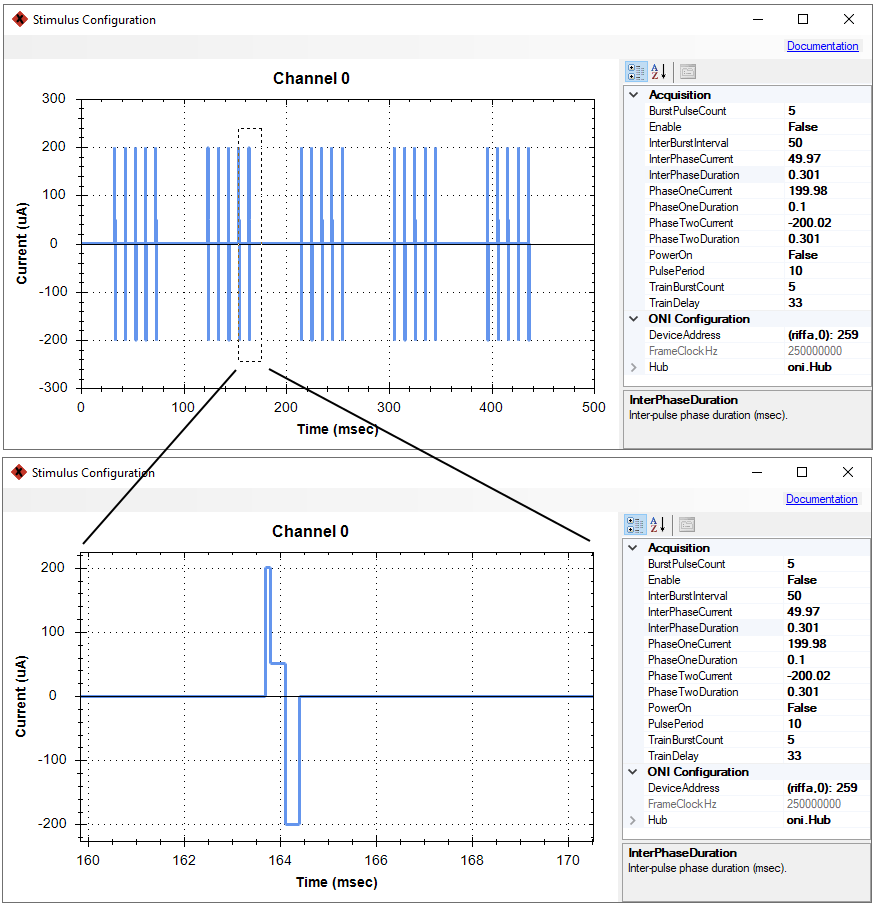 Stimulus Configuration
Documentation
Channel 0
300
200
100
0
-100
-200
-300
Current (uA)
0
100
200
300
400
500
Time (msec)
Acquisition
BurstPulseCount 5
Enable False
InterBurstInterval 50
InterPhaseCurrent 49.97
InterPhaseDuration 0.301
PhaseOneCurrent 199.98
PhaseOneDuration 0.1
PhaseTwoCurrent -200.02
PhaseTwoDuration 0.301
PowerOn False
PulsePeriod 10
TrainBurstCount 5
TrainDelay 33
ONI Configuration
DeviceAddress (riffa,0): 259
FrameClockHz 250000000
Hub oni.Hub
InterPhaseDuration
Inter-pulse phase duration (msec).
Stimulus Configuration
Documentation
Channel 0
200
100
0
-100
-200
Current (uA)
160
162
164
166
168
170
Time (msec)
Acquisition
BurstPulseCount 5
Enable False
InterBurstInterval 50
InterPhaseCurrent 49.97
InterPhaseDuration 0.301
PhaseOneCurrent 199.98
PhaseOneDuration 0.1
PhaseTwoCurrent -200.02
PhaseTwoDuration 0.301
PowerOn False
PulsePeriod 10
TrainBurstCount 5
TrainDelay 33
ONI Configuration
DeviceAddress (riffa,0): 259
FrameClockHz 250000000
Hub oni.Hub
InterPhaseDuration
Inter-pulse phase duration (msec).